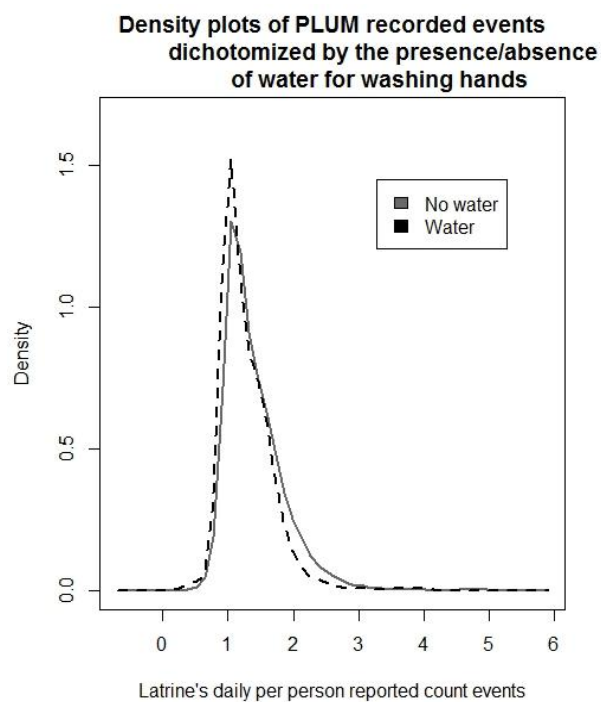 Density plots of PLUM recorded events
dichotomized by the presence/absence
of water for washing hands
1.5
No water
Water
1.0
Density
0.5
0.0
0 1 2 3 4 5 6
Latrine's daily per person reported count events